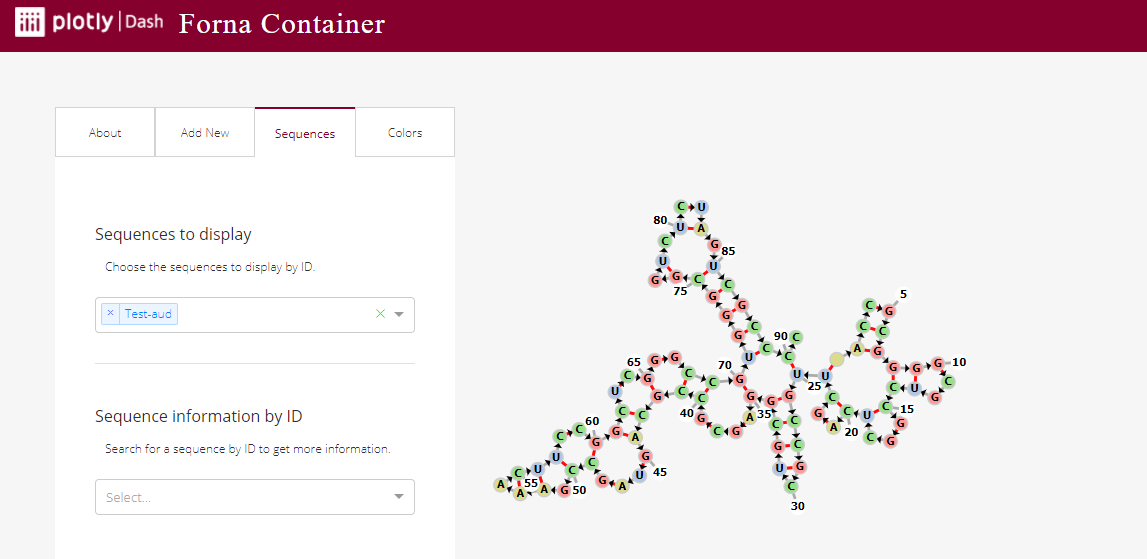 plotly | Dash Forna Container
About Add New Sequences Colors
Sequences to display
Choose the sequences to display by ID.
× Test-aud ×
Sequence information by ID
Search for a sequence by ID to get more information.
Select...
C U
80 U A
C G
U U 85
G G C C
75 G G
G C
G C 90 C
U C
C G 5
C C
A G
G G G 10
C
C U G
U U 25
65 G G C C 70 G
U C G C C
G G G 35
40 G A
C G
C C
C C U C 15
G A 20 G
C G
60 C C G G A
C U G C C G 45
U
G A
A C U C
A 55 A G 50
C C
G C
U G G
C
30